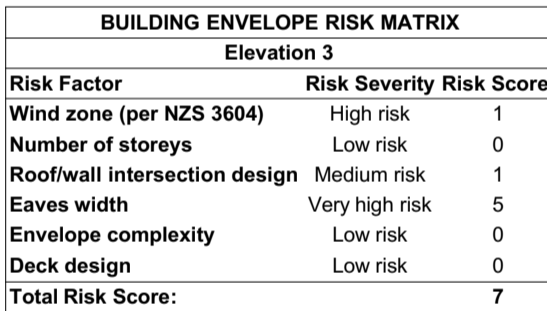 BUILDING ENVELOPE RISK MATRIX
Elevation 3
Risk Factor Risk Severity Risk Score
Wind zone (per NZS 3604) High risk 1
Number of storeys Low risk 0
Roof/wall intersection design Medium risk 1
Eaves width Very high risk 5
Envelope complexity Low risk 0
Deck design Low risk 0
Total Risk Score: 7